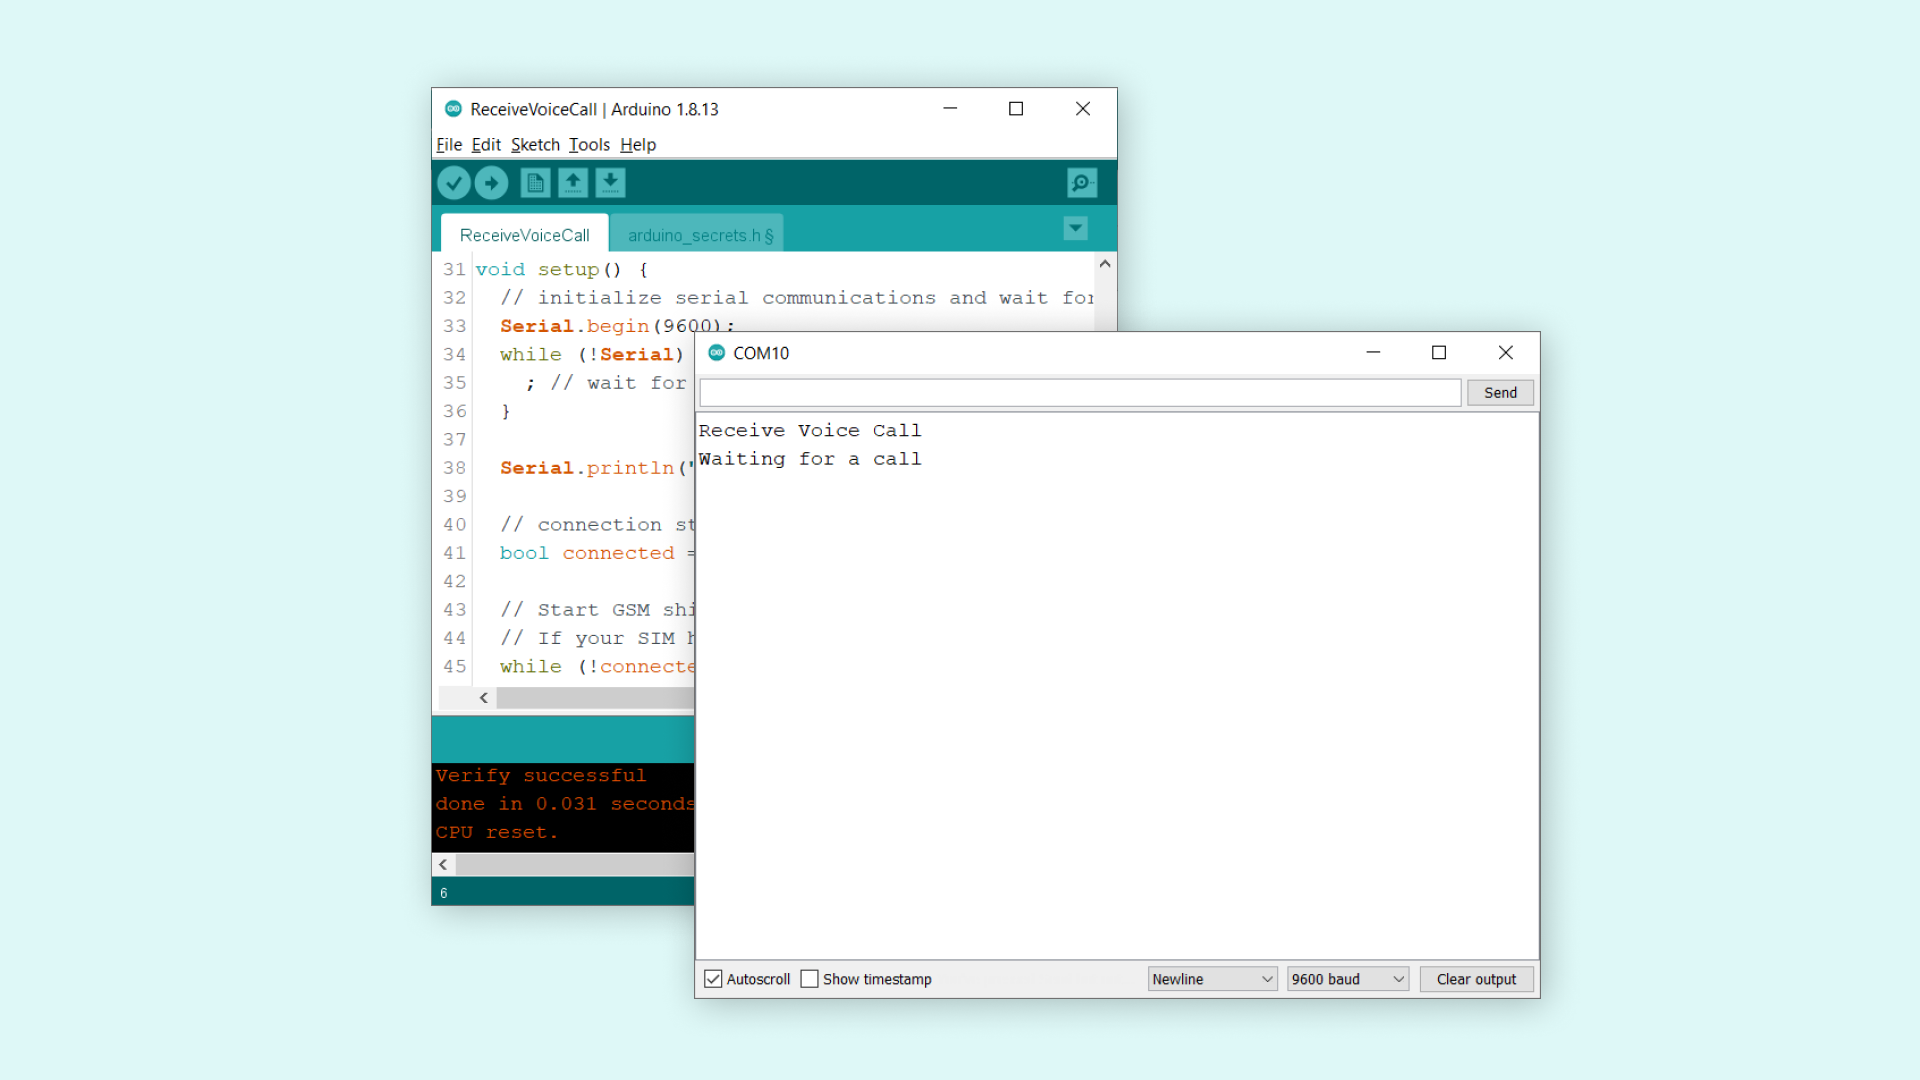 ReceiveVoiceCall | Arduino 1.8.13
File Edit Sketch Tools Help
ReceiveVoiceCall arduino_secrets.h §
31 void setup() {
32 // initialize serial communications and wait for
33 Serial.begin(9600);
34 while (!Serial)
35 ; // wait for
36 }
37
38 Serial.println("
39
40 // connection st
41 bool connected =
42
43 // Start GSM shi
44 // If your SIM h
45 while (!connecte
Verify successful
done in 0.031 seconds
CPU reset.
6
COM10
Send
Receive Voice Call
Waiting for a call
Autoscroll Show timestamp Newline 9600 baud Clear output